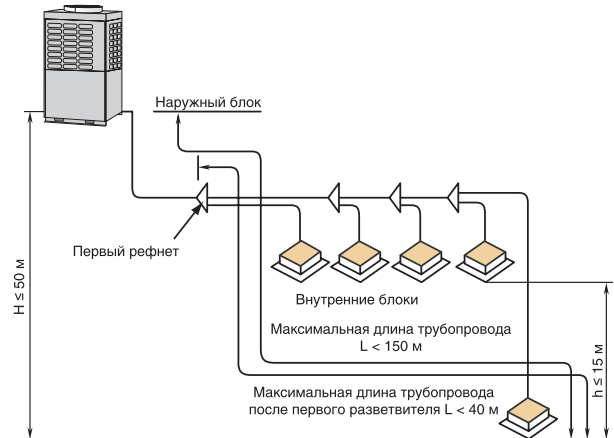 Наружный блок
Первый рефнет
H ≤ 50 м
Внутренние блоки
Максимальная длина трубопровода
L < 150 м
h ≤ 15 м
Максимальная длина трубопровода
после первого разветвителя L < 40 м